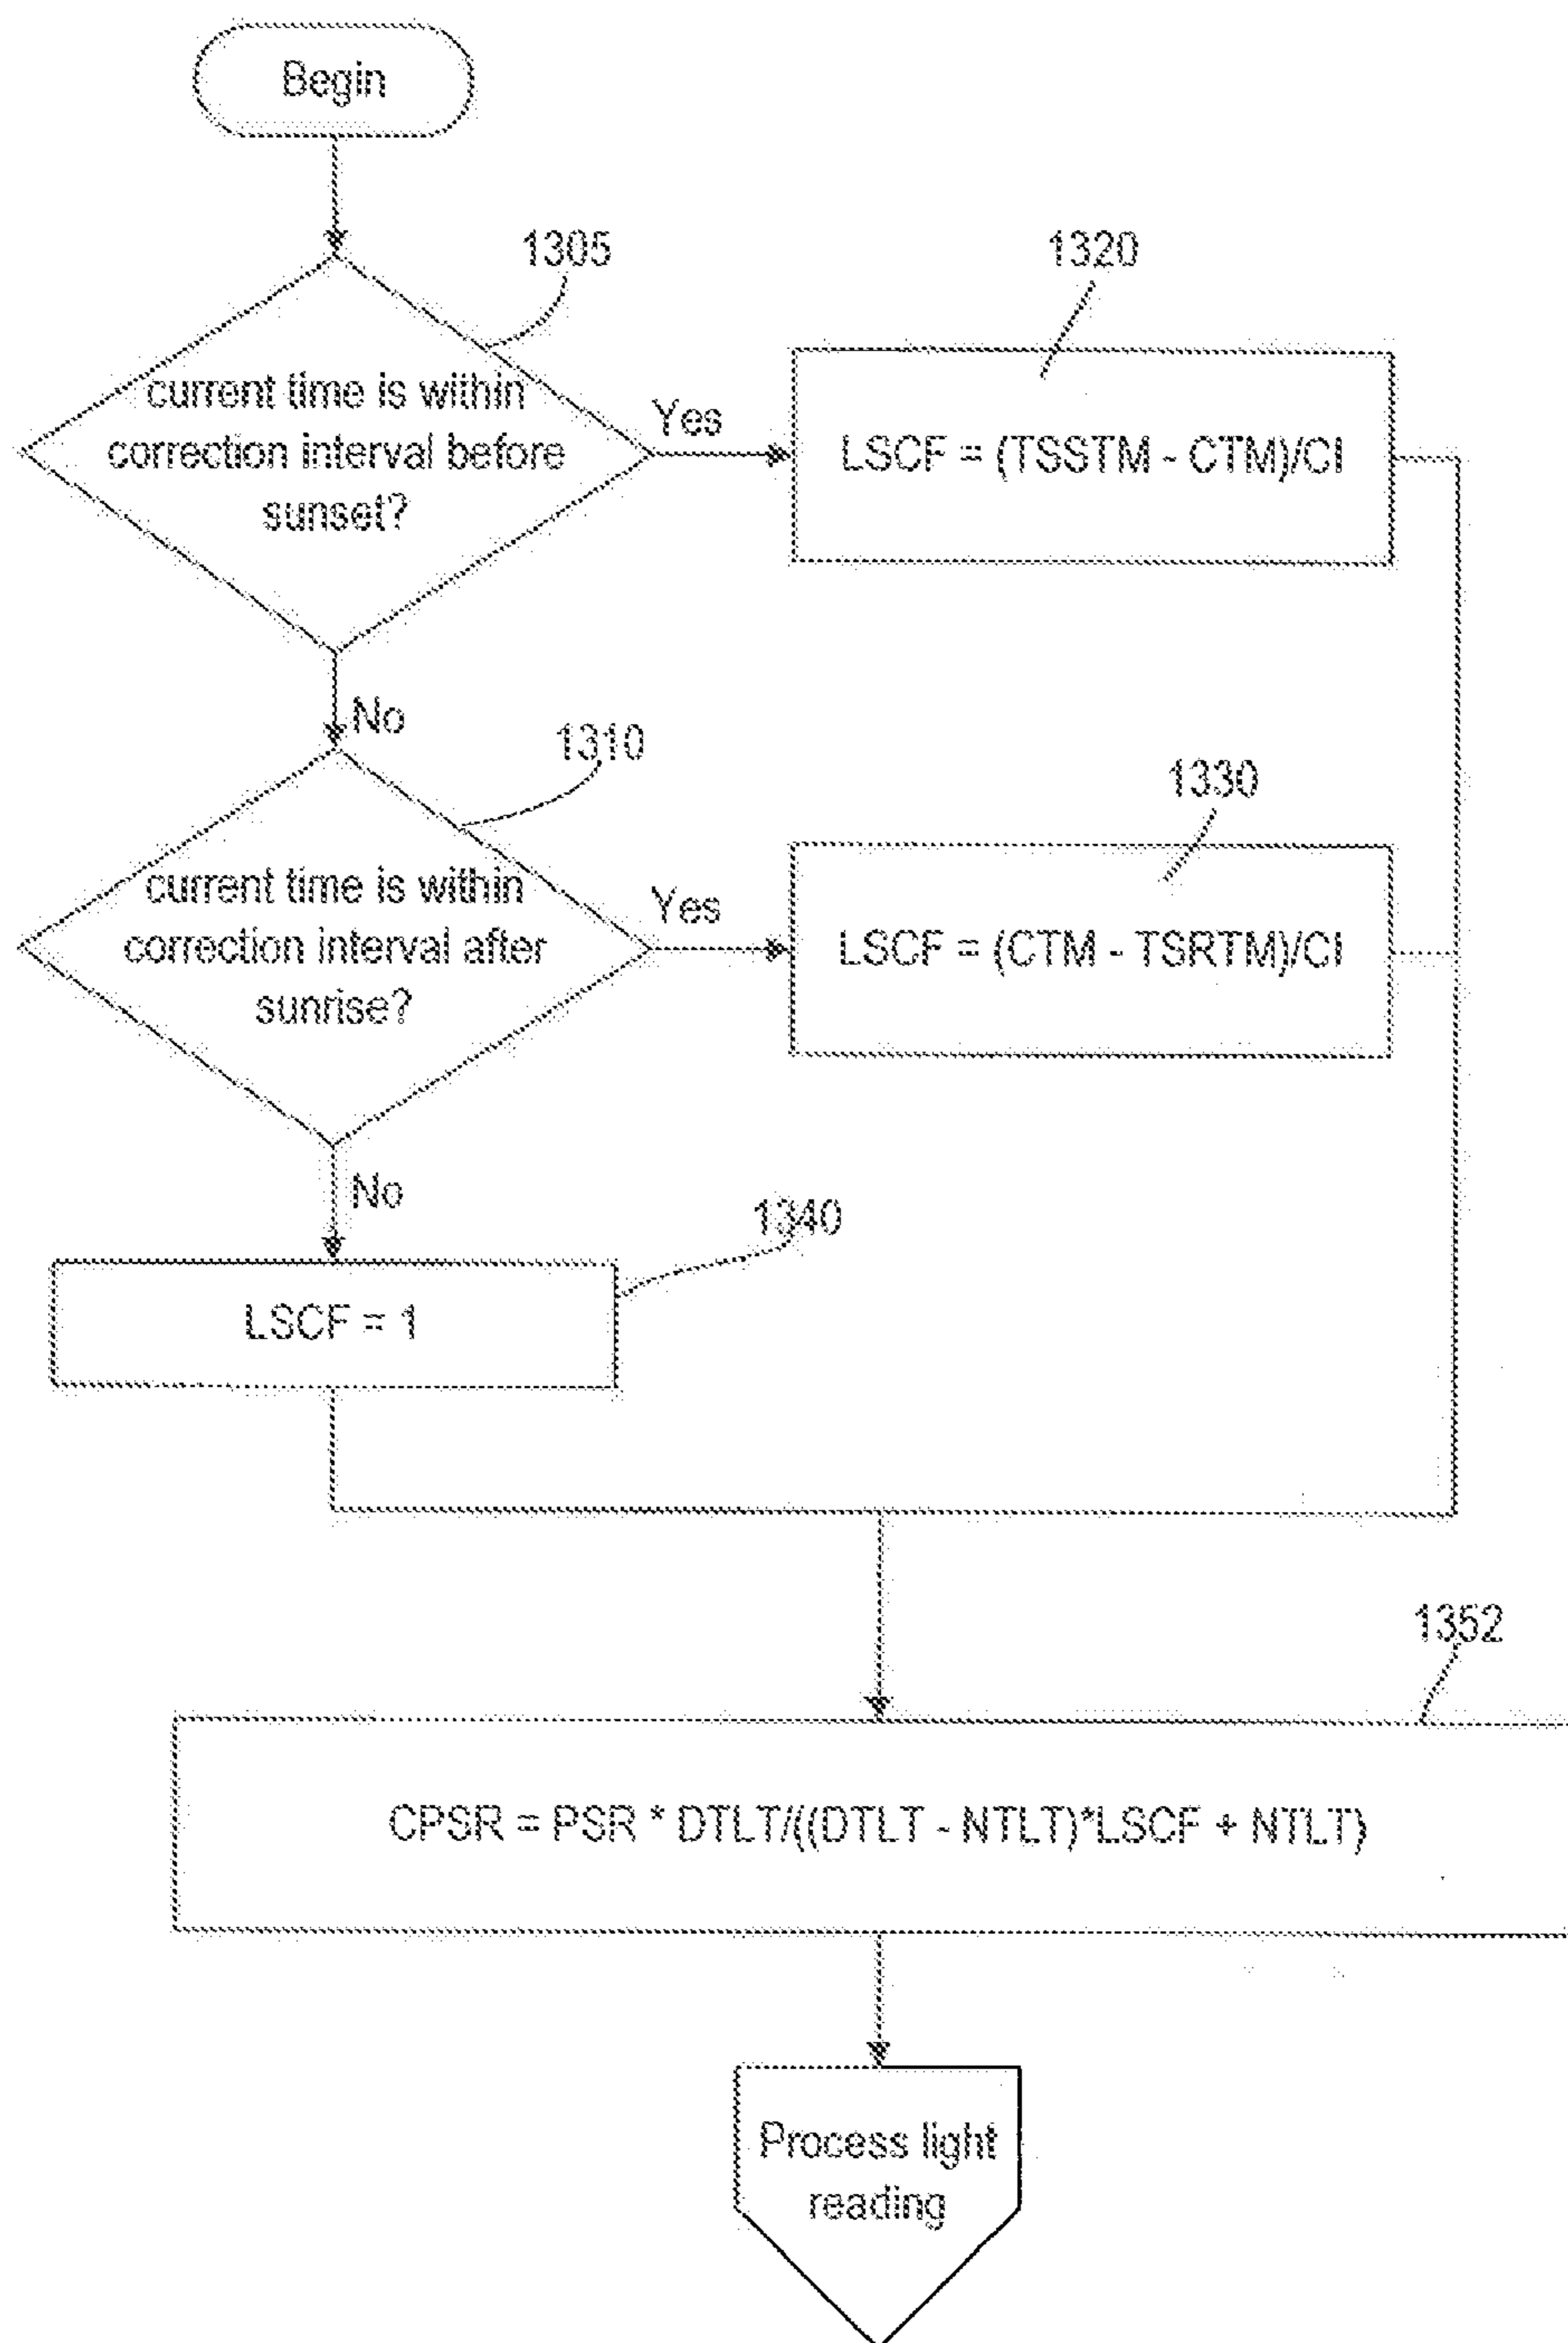 Begin
1305
1320
current time is within
correction interval before
sunset?
Yes
LSCF = (TSSTM - CTM)/CI
No
1310
1330
current time is within
correction interval after
sunrise?
Yes
LSCF = (CTM - TSRTM)/CI
No
1340
LSCF = 1
1352
CPSR = PSR * DTLT/((DTLT - NTLT)*LSCF + NTLT)
Process light
reading